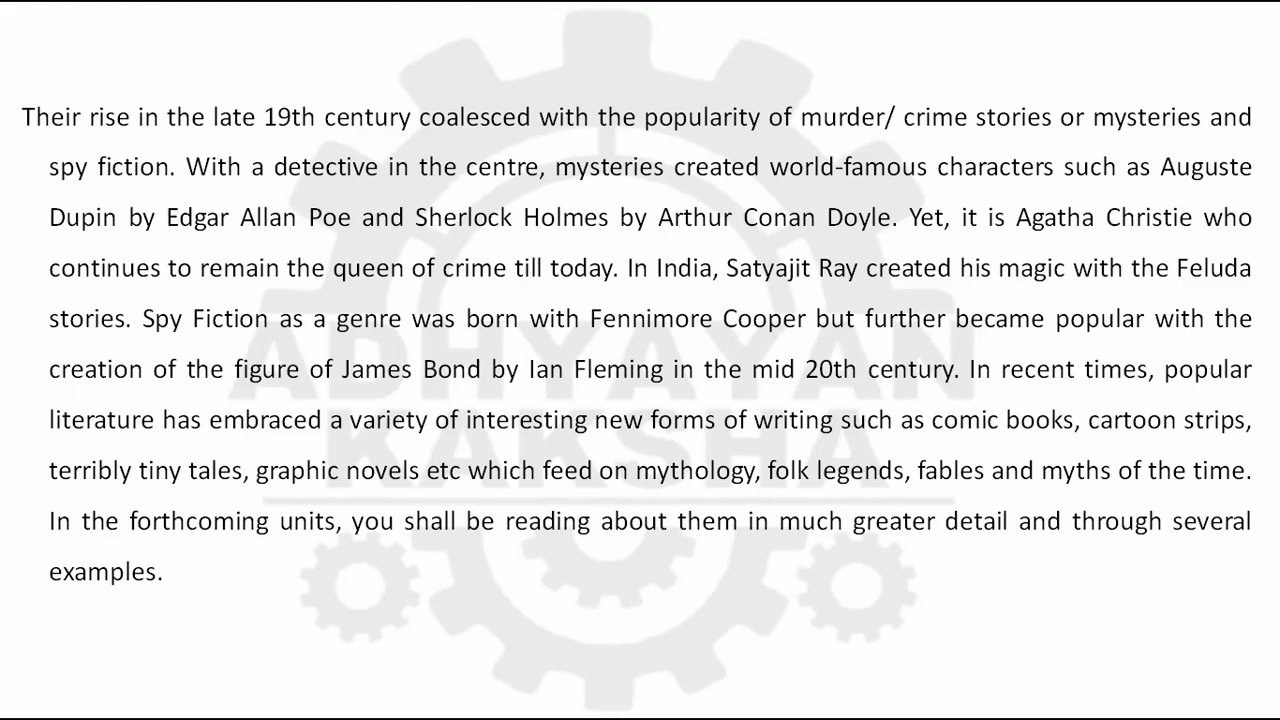 Their rise in the late 19th century coalesced with the popularity of murder/ crime stories or mysteries and
spy fiction. With a detective in the centre, mysteries created world-famous characters such as Auguste
Dupin by Edgar Allan Poe and Sherlock Holmes by Arthur Conan Doyle. Yet, it is Agatha Christie who
continues to remain the queen of crime till today. In India, Satyajit Ray created his magic with the Feluda
stories. Spy Fiction as a genre was born with Fennimore Cooper but further became popular with the
creation of the figure of James Bond by Ian Fleming in the mid 20th century. In recent times, popular
literature has embraced a variety of interesting new forms of writing such as comic books, cartoon strips,
terribly tiny tales, graphic novels etc which feed on mythology, folk legends, fables and myths of the time.
In the forthcoming units, you shall be reading about them in much greater detail and through several
examples.
ADHYAYAN
KAKSHA